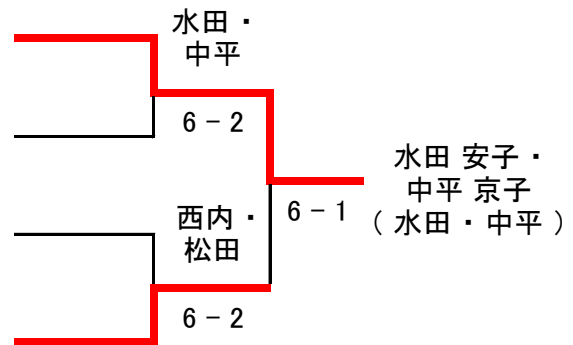 水田・
中平
6－2
西内・
松田
6－2
6－1
水田 安子・
中平 京子
（ 水田・中平 ）